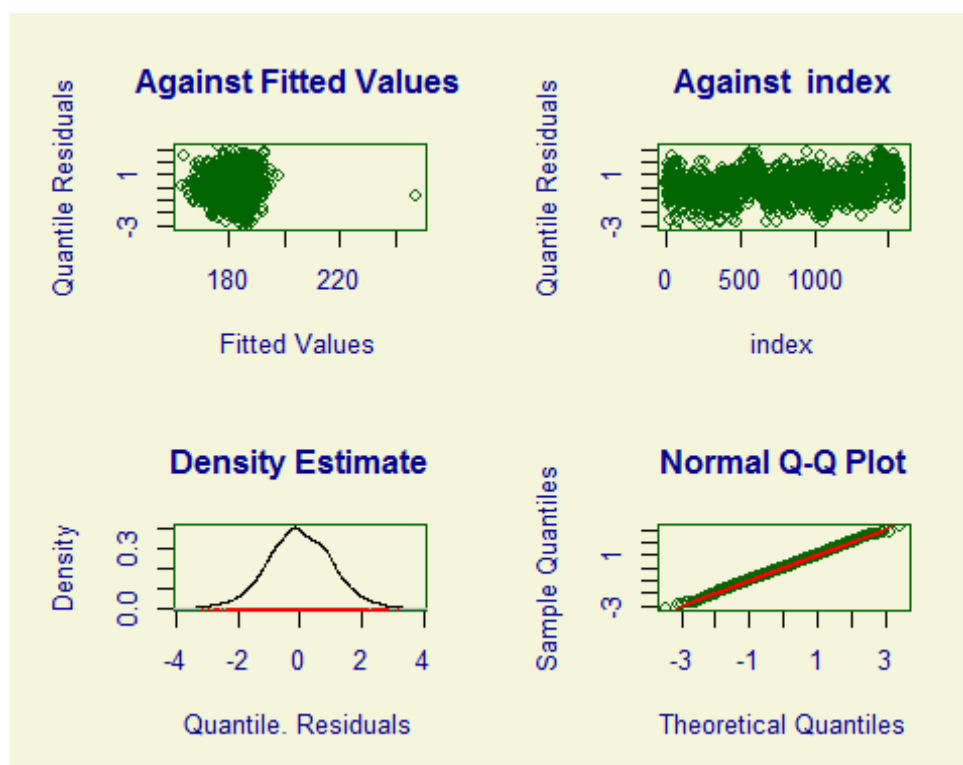 Against Fitted Values
Quantile Residuals
1
-3
180 220
Fitted Values
Against index
Quantile Residuals
1
-3
0 500 1000
index
Density Estimate
Density
0.3
0.0
-4 -2 0 2 4
Quantile. Residuals
Normal Q-Q Plot
Sample Quantiles
1
-3
-3 -1 1 3
Theoretical Quantiles